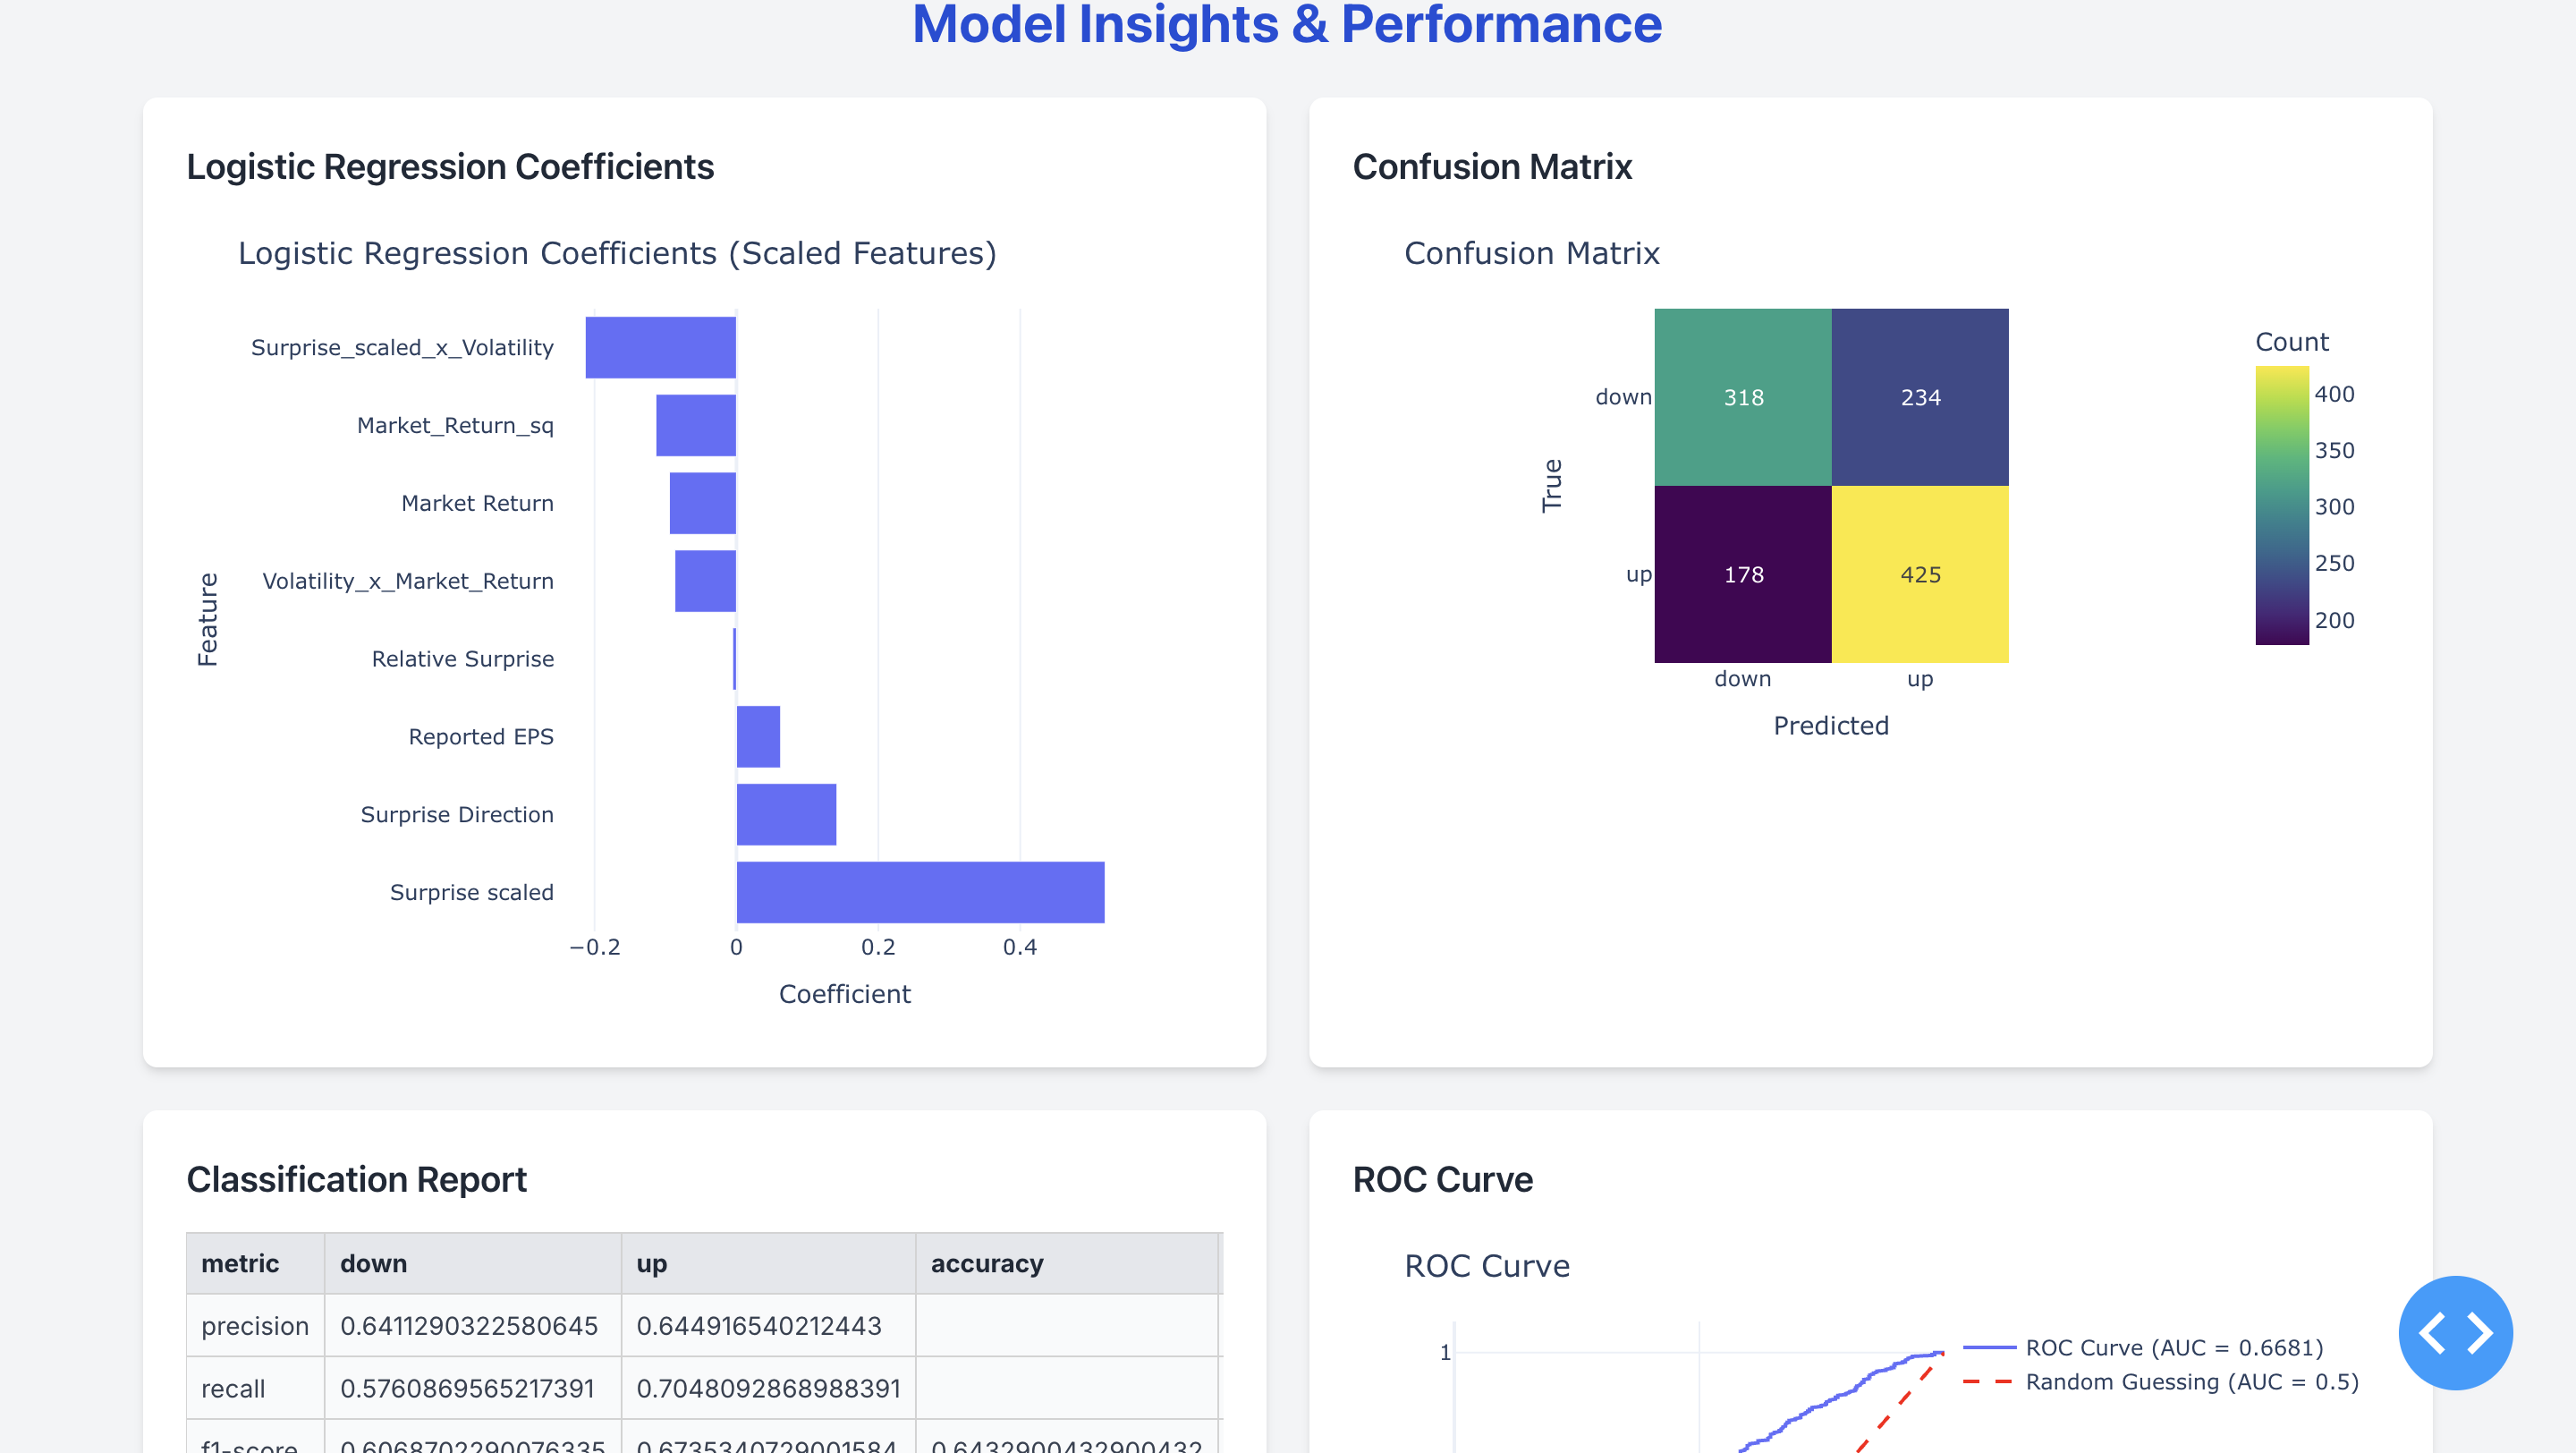 Model Insights & Performance
Logistic Regression Coefficients
Logistic Regression Coefficients (Scaled Features)
Feature
Surprise_scaled_x_Volatility
Market_Return_sq
Market Return
Volatility_x_Market_Return
Relative Surprise
Reported EPS
Surprise Direction
Surprise scaled
−0.2 0 0.2 0.4
Coefficient
Confusion Matrix
Confusion Matrix
True
down 318 234
up 178 425
down up
Predicted
Count
400
350
300
250
200
Classification Report
metric down up accuracy
precision 0.6411290322580645 0.644916540212443
recall 0.5760869565217391 0.7048092868988391
f1-score 0.6068702290076335 0.6735340729001584 0.6432900432900432
ROC Curve
ROC Curve
1
ROC Curve (AUC = 0.6681)
Random Guessing (AUC = 0.5)